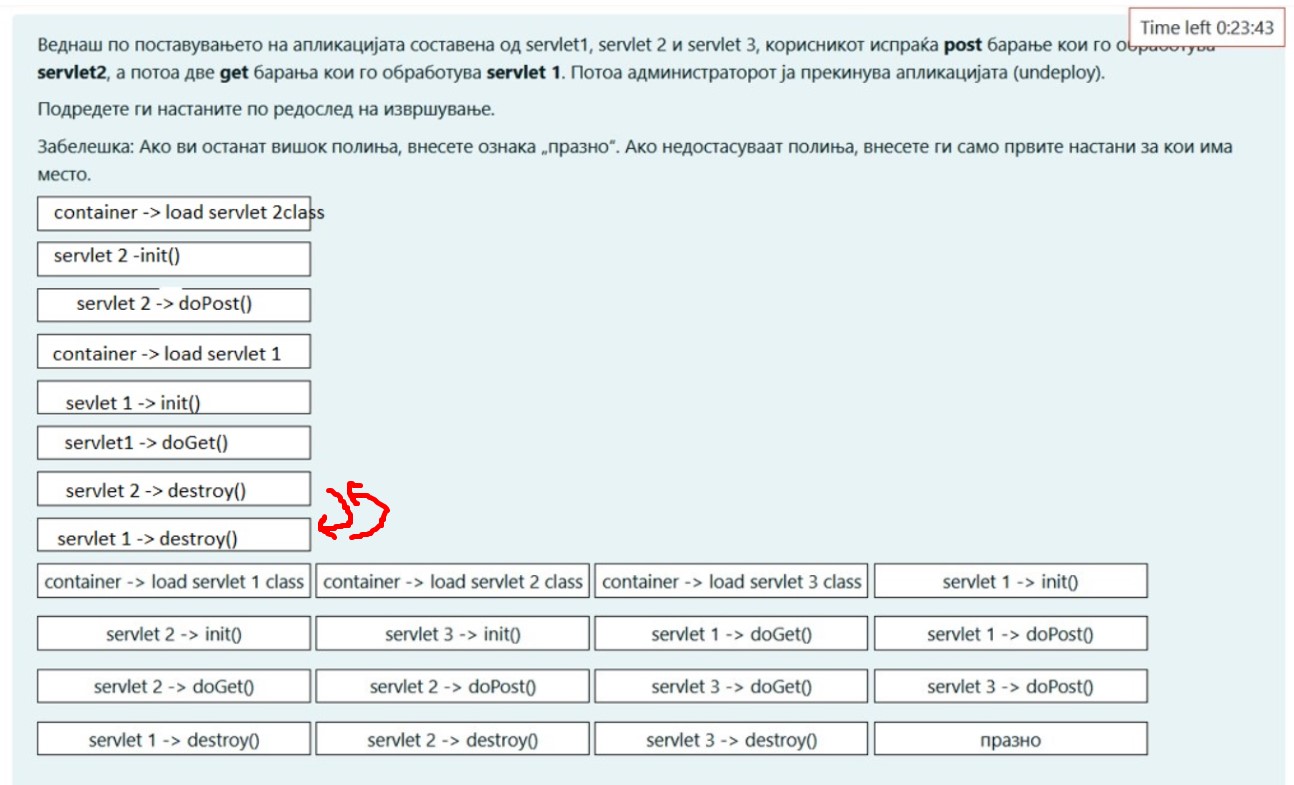 Time left 0:23:43
Веднаш по поставувањето на апликацијата составена од servlet1, servlet 2 и servlet 3, корисникот испраќа post барање кои го обработува
servlet2, а потоа две get барања кои го обработува servlet 1. Потоа администраторот ја прекинува апликацијата (undeploy).
Подредете ги настаните по редослед на извршување.
Забелешка: Ако ви останат вишок полиња, внесете ознака „празно“. Ако недостасуваат полиња, внесете ги само првите настани за кои има
место.
container -> load servlet 2class
servlet 2 -init()
servlet 2 -> doPost()
container -> load servlet 1
sevlet 1 -> init()
servlet1 -> doGet()
servlet 2 -> destroy()
servlet 1 -> destroy()
container -> load servlet 1 class container -> load servlet 2 class container -> load servlet 3 class servlet 1 -> init()
servlet 2 -> init() servlet 3 -> init() servlet 1 -> doGet() servlet 1 -> doPost()
servlet 2 -> doGet() servlet 2 -> doPost() servlet 3 -> doGet() servlet 3 -> doPost()
servlet 1 -> destroy() servlet 2 -> destroy() servlet 3 -> destroy() празно